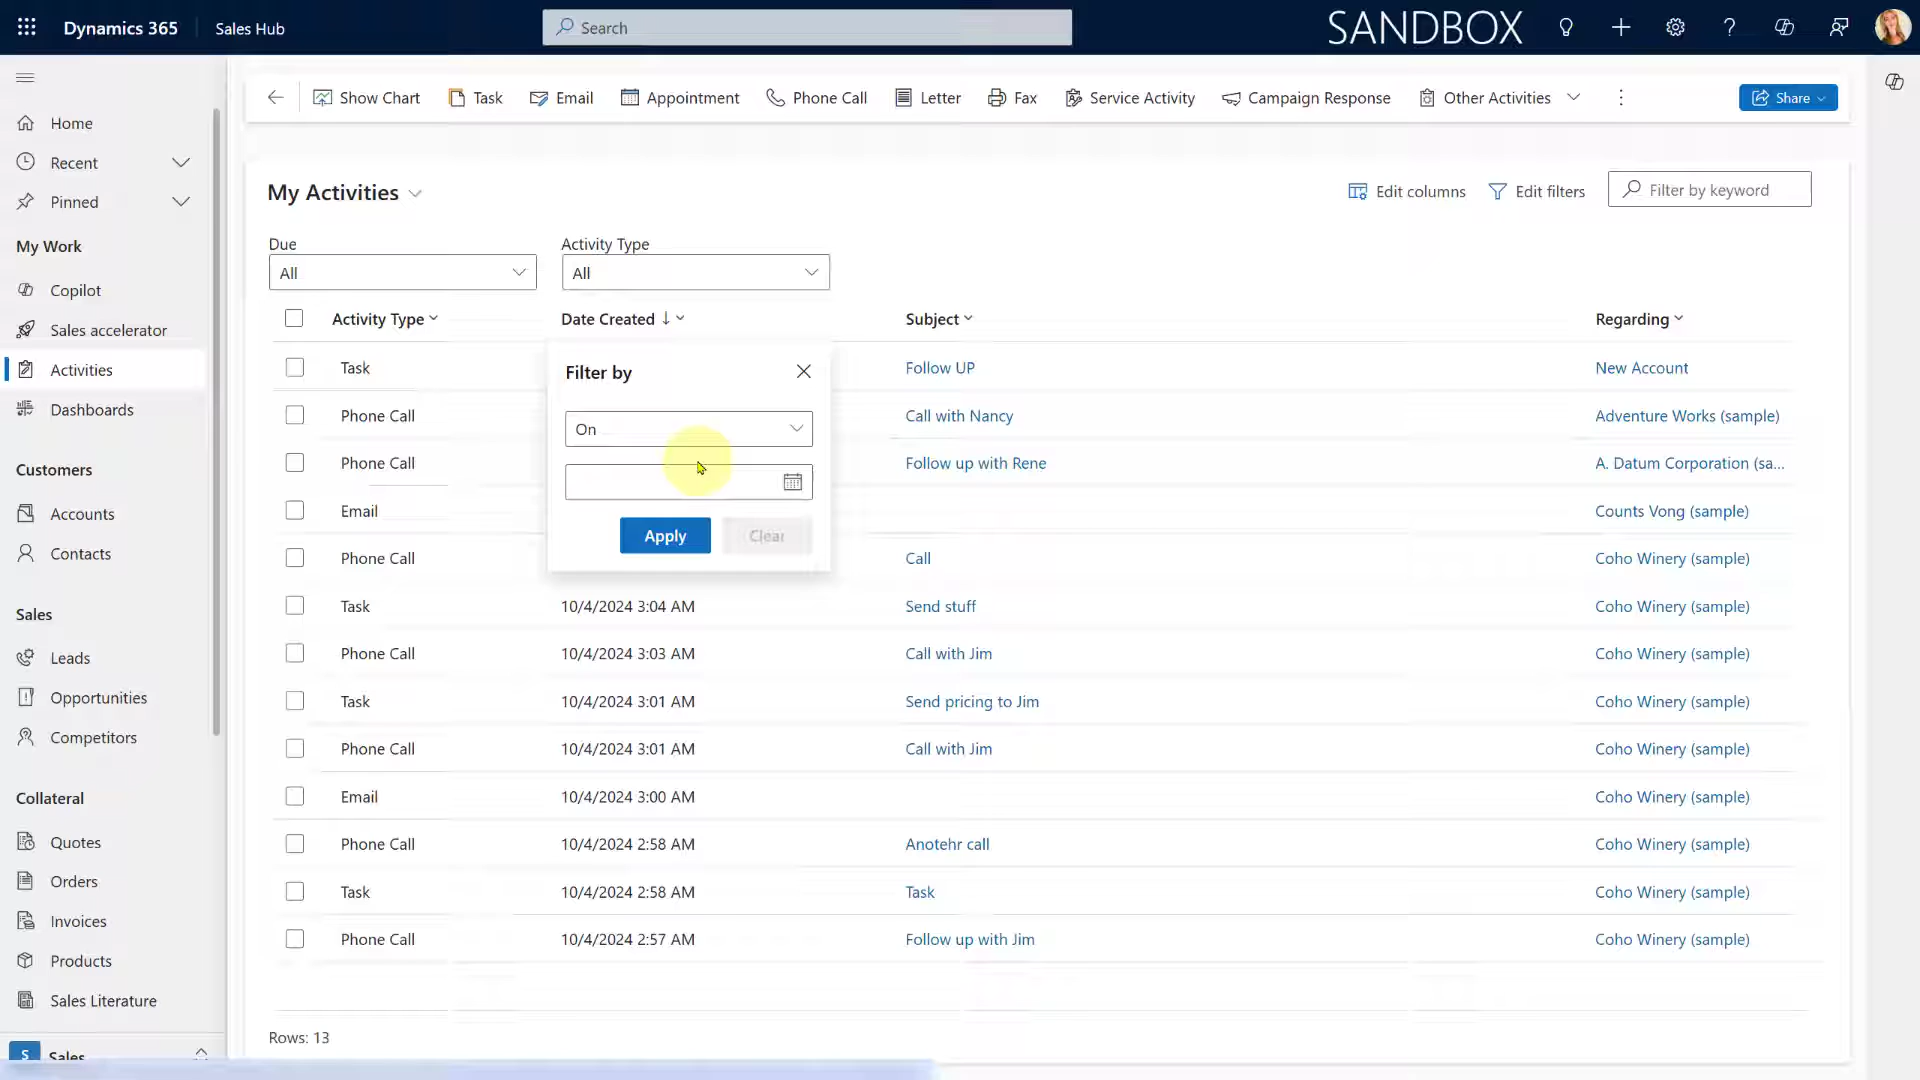 Dynamics 365
Sales Hub
Search
SANDBOX
Show Chart
Task
Email
Appointment
Phone Call
Letter
Fax
Service Activity
Campaign Response
Other Activities
Share
Home
Recent
Pinned
My Work
Copilot
Sales accelerator
Activities
Dashboards
Customers
Accounts
Contacts
Sales
Leads
Opportunities
Competitors
Collateral
Quotes
Orders
Invoices
Products
Sales Literature
S Sales
My Activities
Edit columns
Edit filters
Filter by keyword
Due
Activity Type
All
All
Activity Type Date Created Subject Regarding
Task Follow UP New Account
Phone Call Call with Nancy Adventure Works (sample)
Phone Call Follow up with Rene A. Datum Corporation (sa...
Email Counts Vong (sample)
Phone Call Call Coho Winery (sample)
Filter by
On
Apply
Clear
Task 10/4/2024 3:04 AM Send stuff Coho Winery (sample)
Phone Call 10/4/2024 3:03 AM Call with Jim Coho Winery (sample)
Task 10/4/2024 3:01 AM Send pricing to Jim Coho Winery (sample)
Phone Call 10/4/2024 3:01 AM Call with Jim Coho Winery (sample)
Email 10/4/2024 3:00 AM Coho Winery (sample)
Phone Call 10/4/2024 2:58 AM Anotehr call Coho Winery (sample)
Task 10/4/2024 2:58 AM Task Coho Winery (sample)
Phone Call 10/4/2024 2:57 AM Follow up with Jim Coho Winery (sample)
Rows: 13